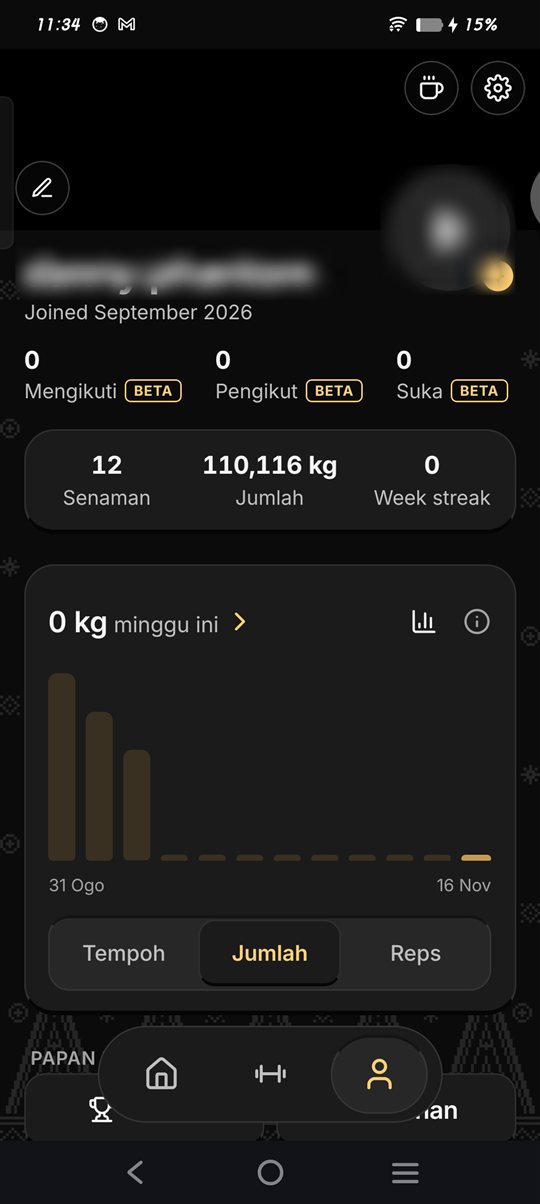 11:34 15%
Joined September 2026
0 0 0
Mengikuti BETA Pengikut BETA Suka BETA
12 110,116 kg 0
Senaman Jumlah Week streak
0 kg minggu ini
31 Ogo 16 Nov
Tempoh Jumlah Reps
PAPAN